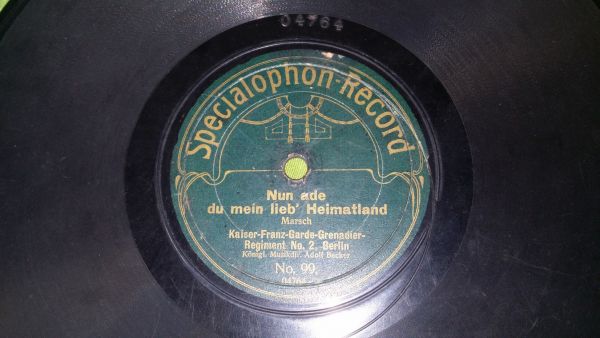 04764
Specialophon-Record
Nun ade
du mein lieb' Heimatland
Marsch
Kaiser-Franz-Garde-Grenadier-
Regiment No. 2, Berlin
Königl. Musikdir. Adolf Becker
No. 99.
04764